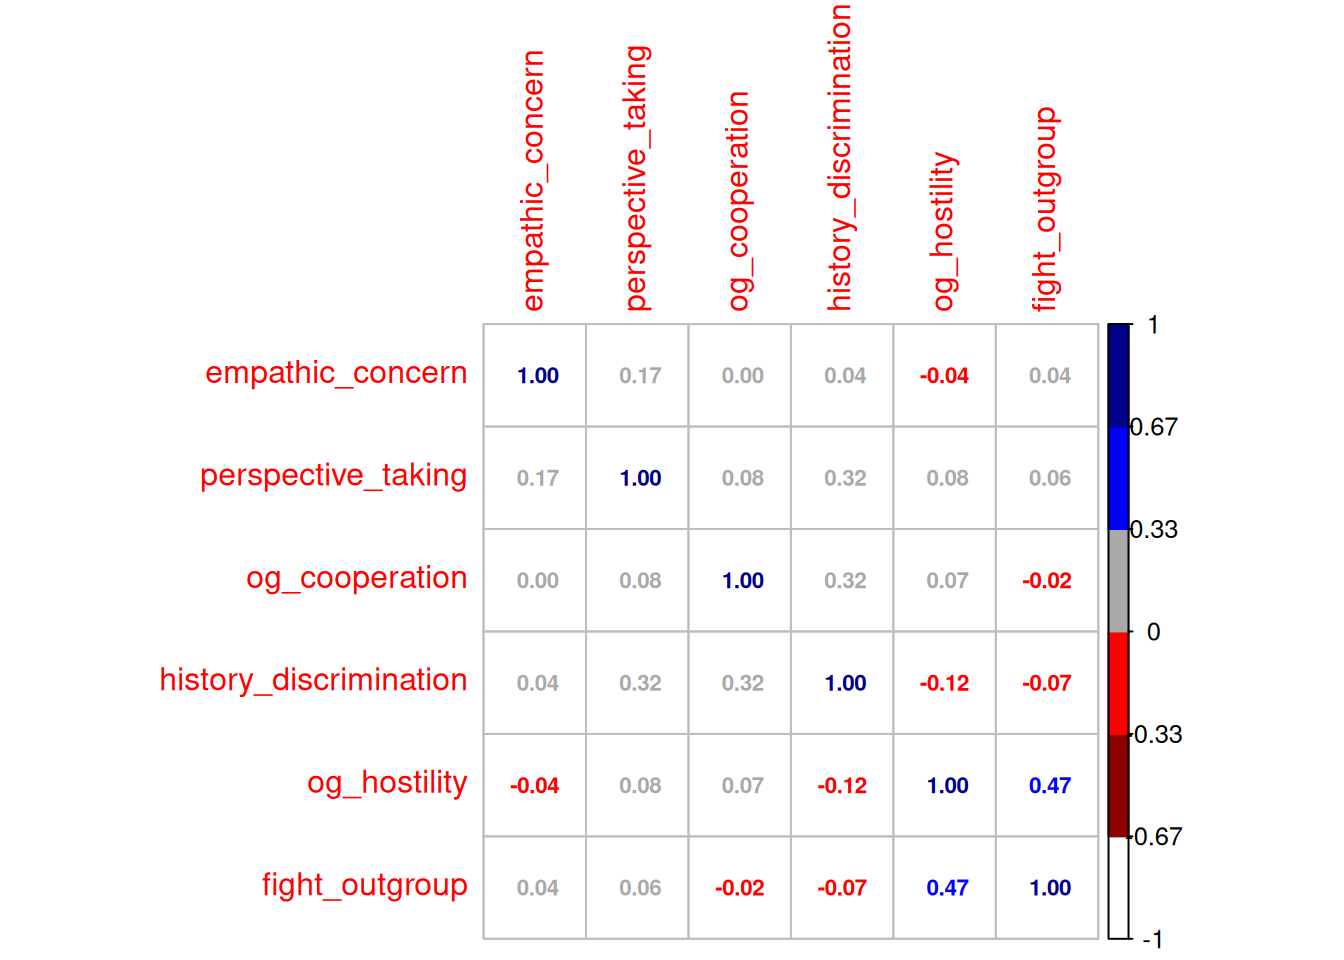 empathic_concern
perspective_taking
og_cooperation
history_discrimination
og_hostility
fight_outgroup
empathic_concern 1.00 0.17 0.00 0.04 -0.04 0.04
perspective_taking 0.17 1.00 0.08 0.32 0.08 0.06
og_cooperation 0.00 0.08 1.00 0.32 0.07 -0.02
history_discrimination 0.04 0.32 0.32 1.00 -0.12 -0.07
og_hostility -0.04 0.08 0.07 -0.12 1.00 0.47
fight_outgroup 0.04 0.06 -0.02 -0.07 0.47 1.00
1
0.67
0.33
0
-0.33
-0.67
-1